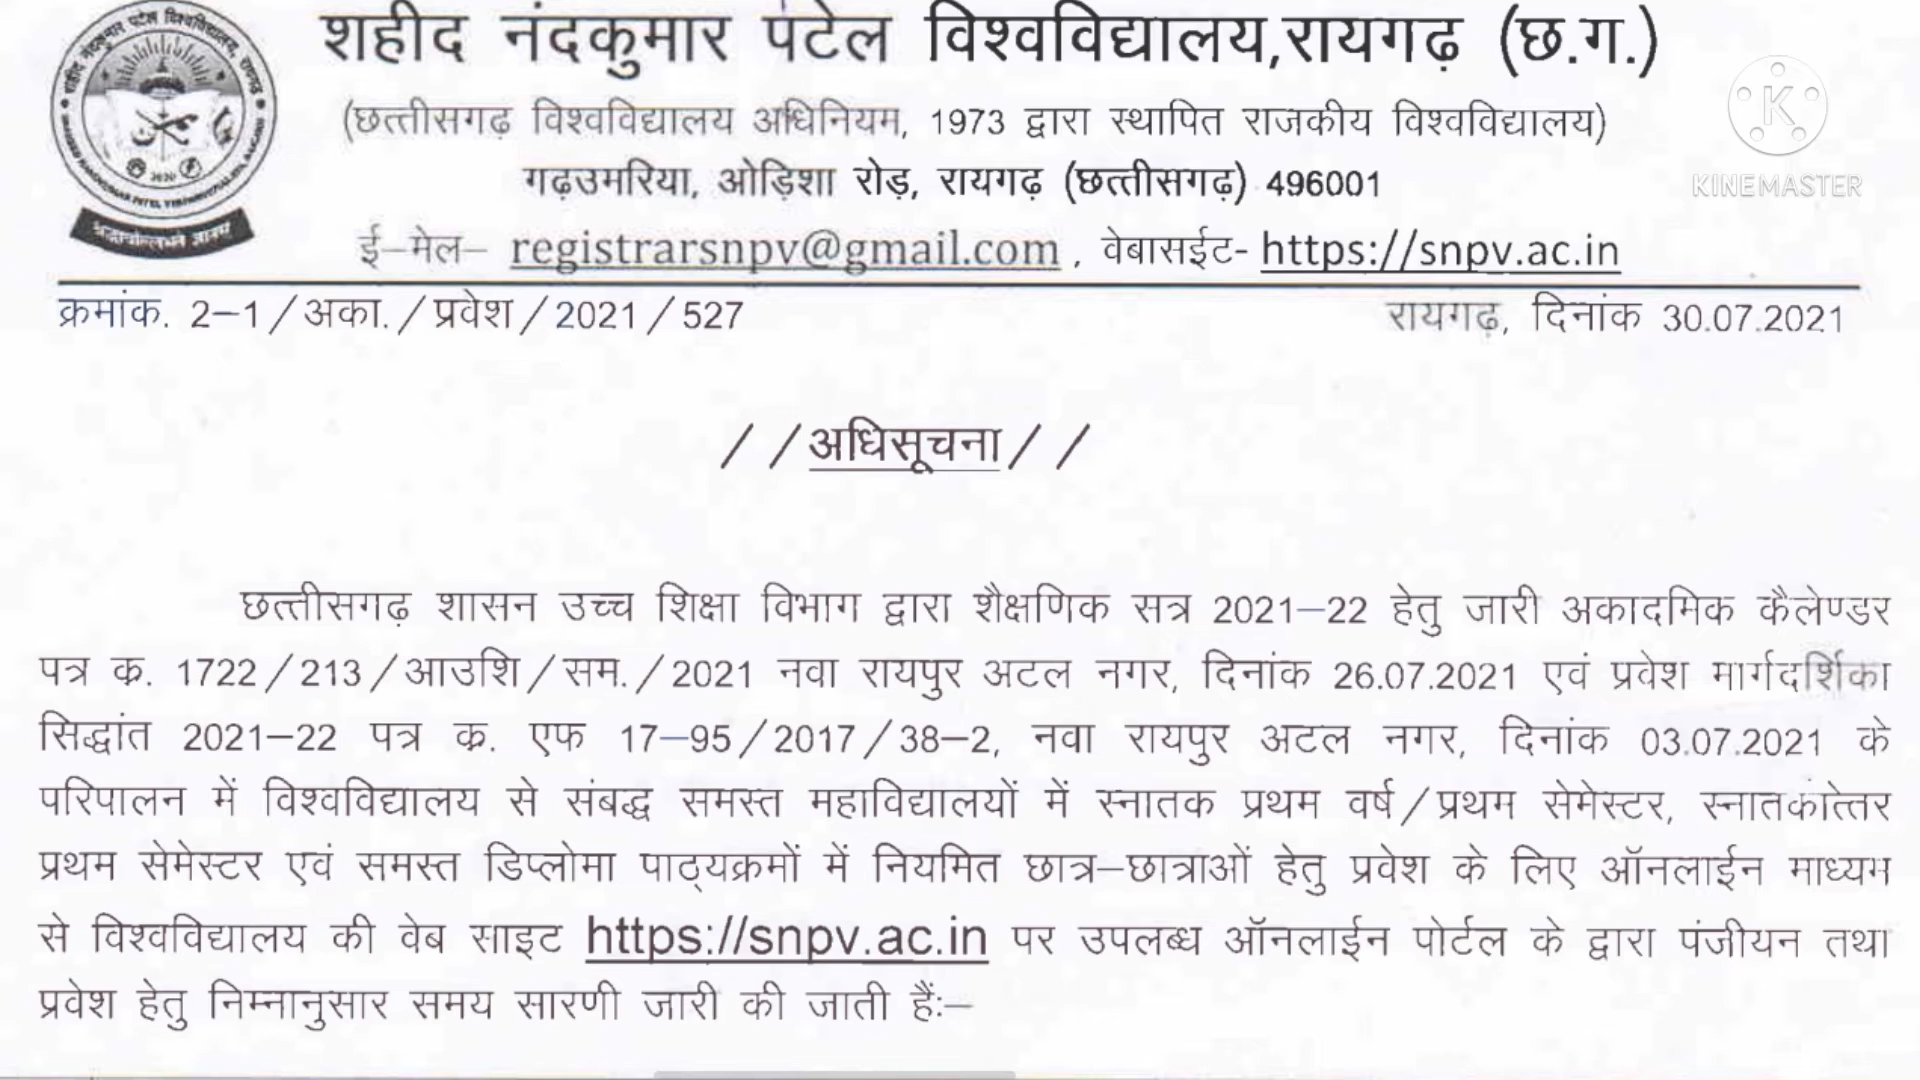 शहीद नंदकुमार पटेल विश्वविद्यालय,रायगढ़ (छ.ग.)
(छत्तीसगढ़ विश्वविद्यालय अधिनियम, 1973 द्वारा स्थापित राजकीय विश्वविद्यालय)
गढ़उमरिया, ओड़िशा रोड़, रायगढ़ (छत्तीसगढ़) 496001
ई–मेल– registrarsnpv@gmail.com , वेबासईट- https://snpv.ac.in
KINEMASTER
क्रमांक. 2–1/अका./प्रवेश/2021/527 रायगढ़, दिनांक 30.07.2021
//अधिसूचना//
छत्तीसगढ़ शासन उच्च शिक्षा विभाग द्वारा शैक्षणिक सत्र 2021–22 हेतु जारी अकादमिक कैलेण्डर
पत्र क्र. 1722/213/आउशि/सम./2021 नवा रायपुर अटल नगर, दिनांक 26.07.2021 एवं प्रवेश मार्गदर्शिका
सिद्धांत 2021–22 पत्र क्र. एफ 17–95/2017/38–2, नवा रायपुर अटल नगर, दिनांक 03.07.2021 के
परिपालन में विश्वविद्यालय से संबद्ध समस्त महाविद्यालयों में स्नातक प्रथम वर्ष/प्रथम सेमेस्टर, स्नातकोत्तर
प्रथम सेमेस्टर एवं समस्त डिप्लोमा पाठ्यक्रमों में नियमित छात्र–छात्राओं हेतु प्रवेश के लिए ऑनलाईन माध्यम
से विश्वविद्यालय की वेब साइट https://snpv.ac.in पर उपलब्ध ऑनलाईन पोर्टल के द्वारा पंजीयन तथा
प्रवेश हेतु निम्नानुसार समय सारणी जारी की जाती हैं:–